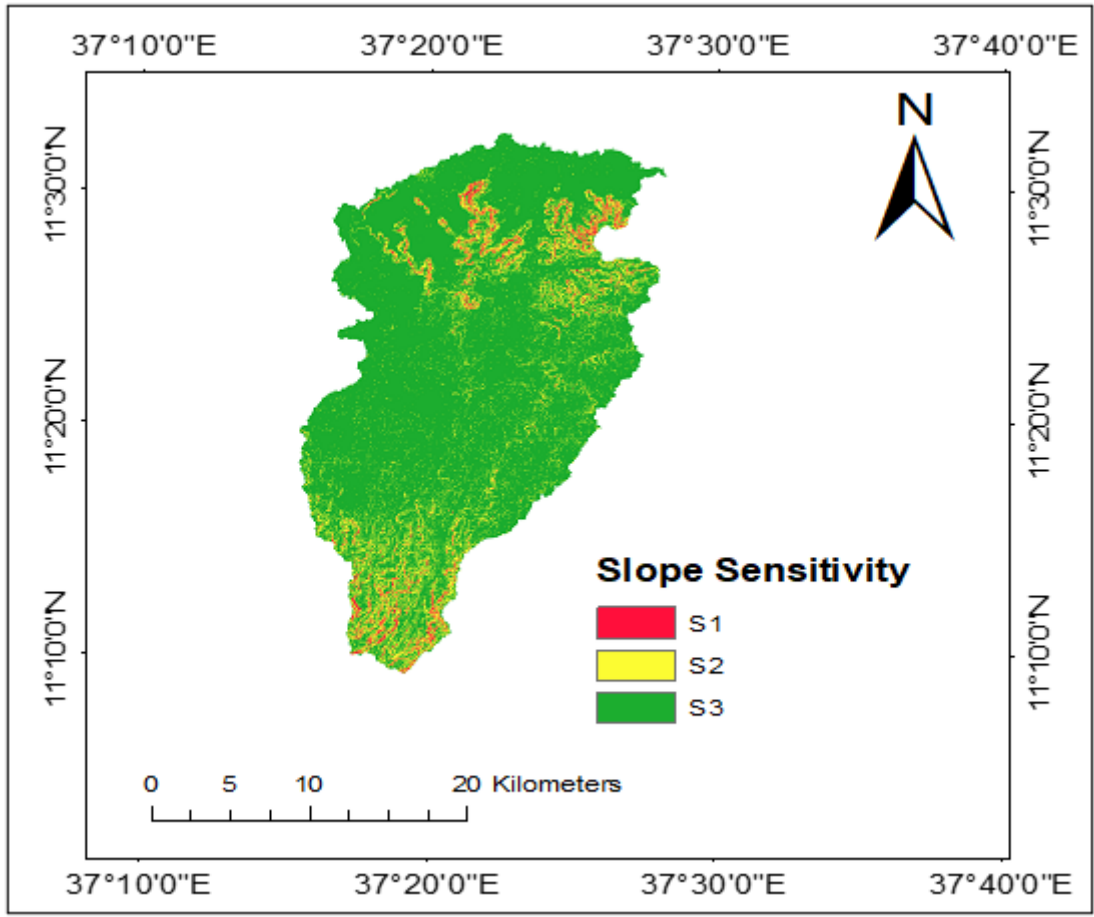 37°10'0"E 37°20'0"E 37°30'0"E 37°40'0"E
N
11°30'0"N 11°30'0"N
11°20'0"N 11°20'0"N
11°10'0"N 11°10'0"N
Slope Sensitivity
S1
S2
S3
0 5 10 20 Kilometers
37°10'0"E 37°20'0"E 37°30'0"E 37°40'0"E